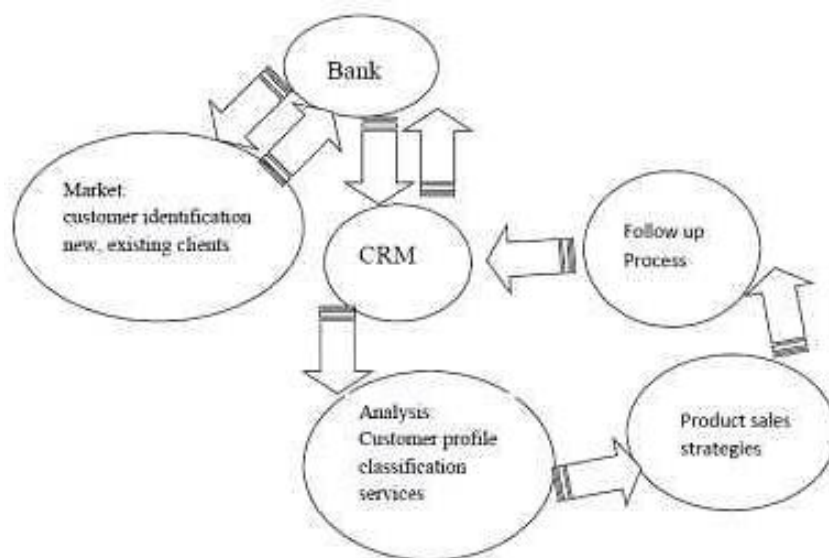 Bank
Market:
customer identification
new, existing clients
CRM
Follow up
Process
Analysis:
Customer profile
classification
services
Product sales
strategies